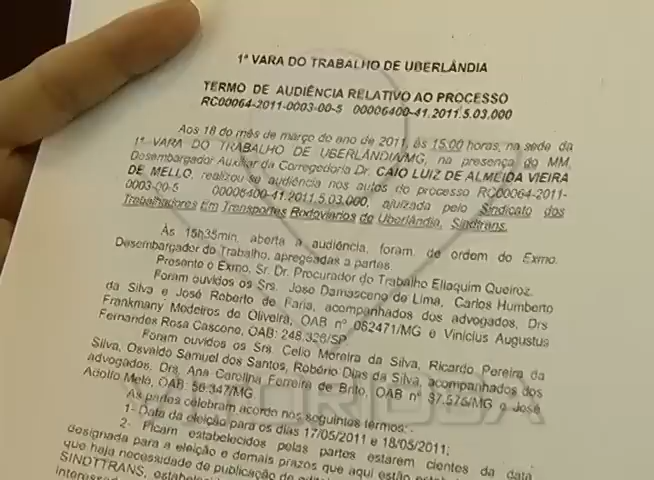 1ª VARA DO TRABALHO DE UBERLÂNDIA
TERMO DE AUDIÊNCIA RELATIVO AO PROCESSO
RC00064-2011-0003-00-5 00006400-41.2011.5.03.000
Aos 18 do mês de março do ano de 2011, às 15:00 horas, na sede da
1ª VARA DO TRABALHO DE UBERLÂNDIA/MG, na presença do MM.
Desembargador Auxiliar da Corregedoria Dr. CAIO LUIZ DE ALMEIDA VIEIRA
DE MELLO, realizou-se audiência nos autos do processo RC00064-2011-
0003-00-5 00006400-41.2011.5.03.000, ajuizada pelo Sindicato dos
Trabalhadores em Transportes Rodoviários de Uberlândia, Sindtrans.
Às 15h35min, aberta a audiência, foram, de ordem do Exmo.
Desembargador do Trabalho, apregoadas a partes.
Presente o Exmo. Sr. Dr. Procurador do Trabalho Eliaquim Queiroz.
Foram ouvidos os Srs. Jose Damasceno de Lima, Carlos Humberto
da Silva e José Roberto de Faria, acompanhados dos advogados, Drs
Frankmany Modeiros de Oliveira, OAB nº 062471/MG e Vinicius Augustus
Fernandes Rosa Cascone, OAB: 248.328/SP.
Foram ouvidos os Srs. Celio Moreira da Silva, Ricardo Pereira da
Silva, Osvaldo Samuel dos Santos, Robério Dias da Silva, acompanhados dos
advogados, Drs. Ana Carolina Ferreira de Brito, OAB nº 87.575/MG e José
Adolfo Melo, OAB: 56.347/MG.
As partes celebram acordo nos seguintes termos:
1- Data da eleição para os dias 17/05/2011 e 18/05/2011;
2- Ficam estabelecidos pelas partes estarem cientes da data
designada para a eleição e demais prazos que aqui estão
que haja necessidade de publicação de
SINDTTRANS,
VITORIOSA